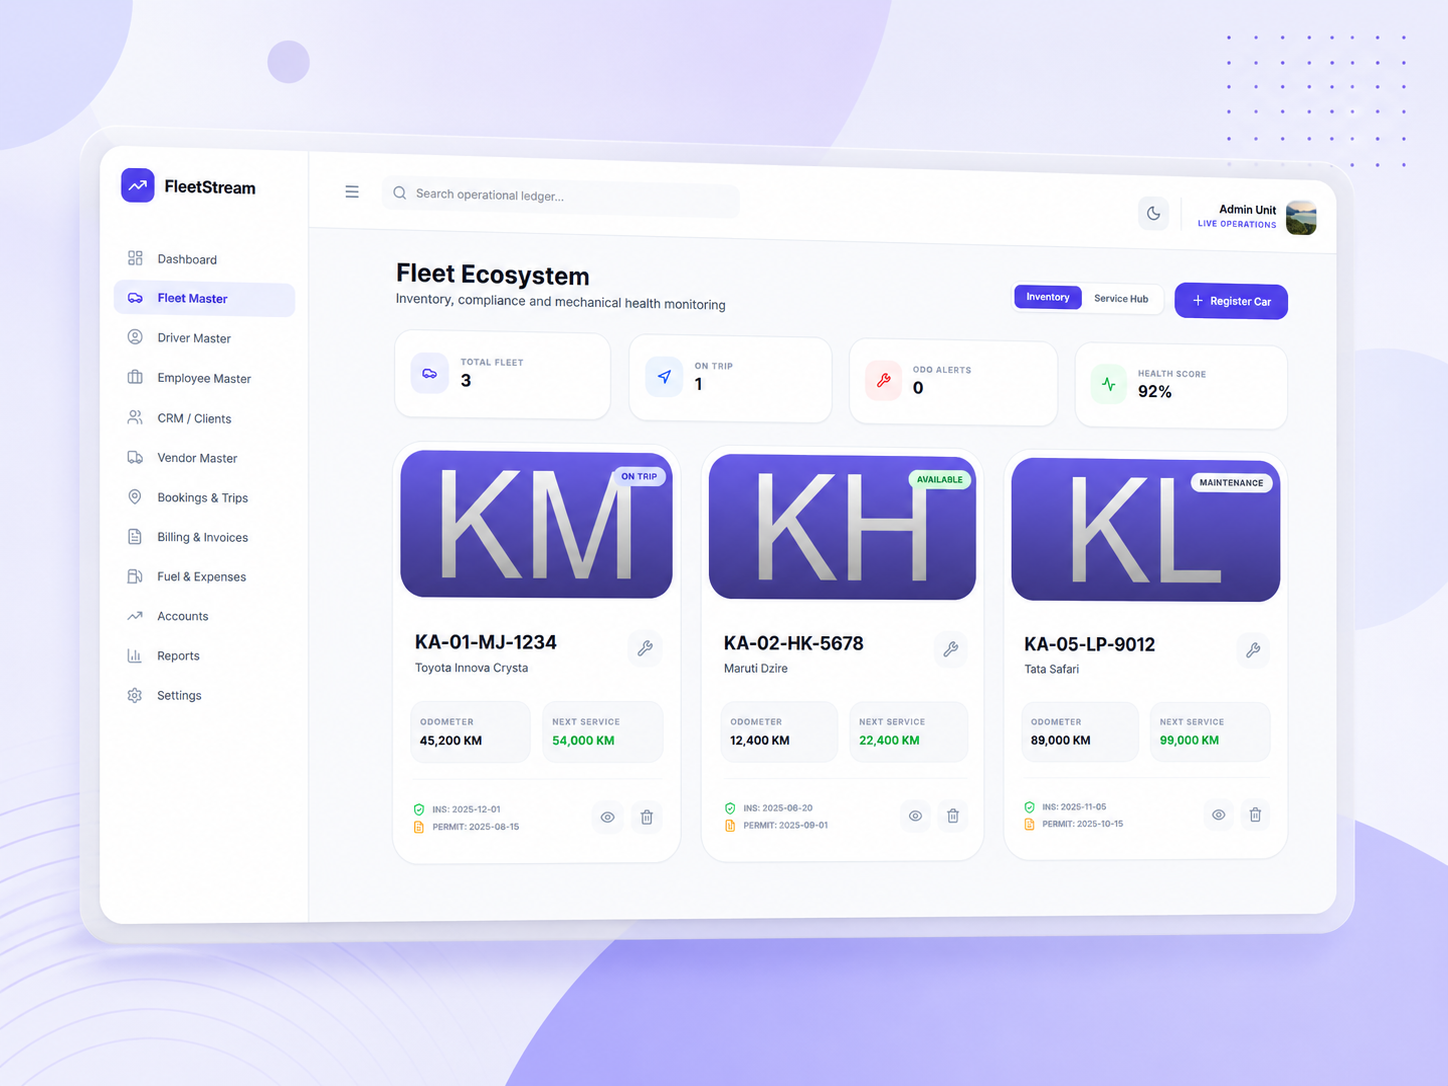 FleetStream
Search operational ledger...
Admin Unit
LIVE OPERATIONS
Dashboard
Fleet Master
Driver Master
Employee Master
CRM / Clients
Vendor Master
Bookings & Trips
Billing & Invoices
Fuel & Expenses
Accounts
Reports
Settings
Fleet Ecosystem
Inventory, compliance and mechanical health monitoring
Inventory
Service Hub
+ Register Car
TOTAL FLEET
3
ON TRIP
1
ODO ALERTS
0
HEALTH SCORE
92%
KM
ON TRIP
KA-01-MJ-1234
Toyota Innova Crysta
ODOMETER
45,200 KM
NEXT SERVICE
54,000 KM
INS: 2025-12-01
PERMIT: 2025-08-15
KH
AVAILABLE
KA-02-HK-5678
Maruti Dzire
ODOMETER
12,400 KM
NEXT SERVICE
22,400 KM
INS: 2025-06-20
PERMIT: 2025-09-01
KL
MAINTENANCE
KA-05-LP-9012
Tata Safari
ODOMETER
89,000 KM
NEXT SERVICE
99,000 KM
INS: 2025-11-05
PERMIT: 2025-10-15